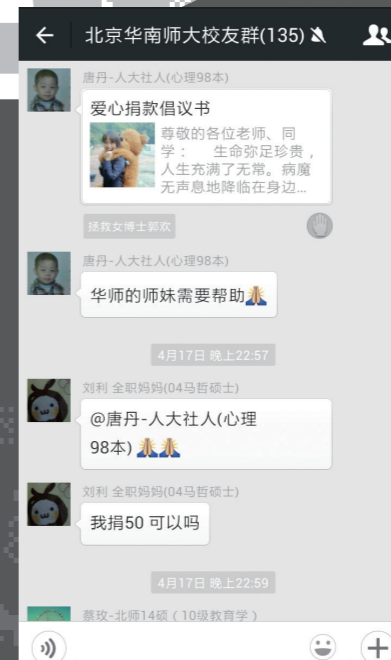 北京华南师大校友群(135)
唐丹-人大社人(心理98本)
爱心捐款倡议书
尊敬的各位老师、同
学： 生命弥足珍贵，
人生充满了无常。病魔
无声息地降临在身边...
拯救女博士郭欢
唐丹-人大社人(心理98本)
华师的师妹需要帮助
4月17日 晚上22:57
刘利 全职妈妈(04马哲硕士)
@唐丹-人大社人(心理
98本)
刘利 全职妈妈(04马哲硕士)
我捐50 可以吗
4月17日 晚上22:59
蔡玫-北师14硕（10级教育学）